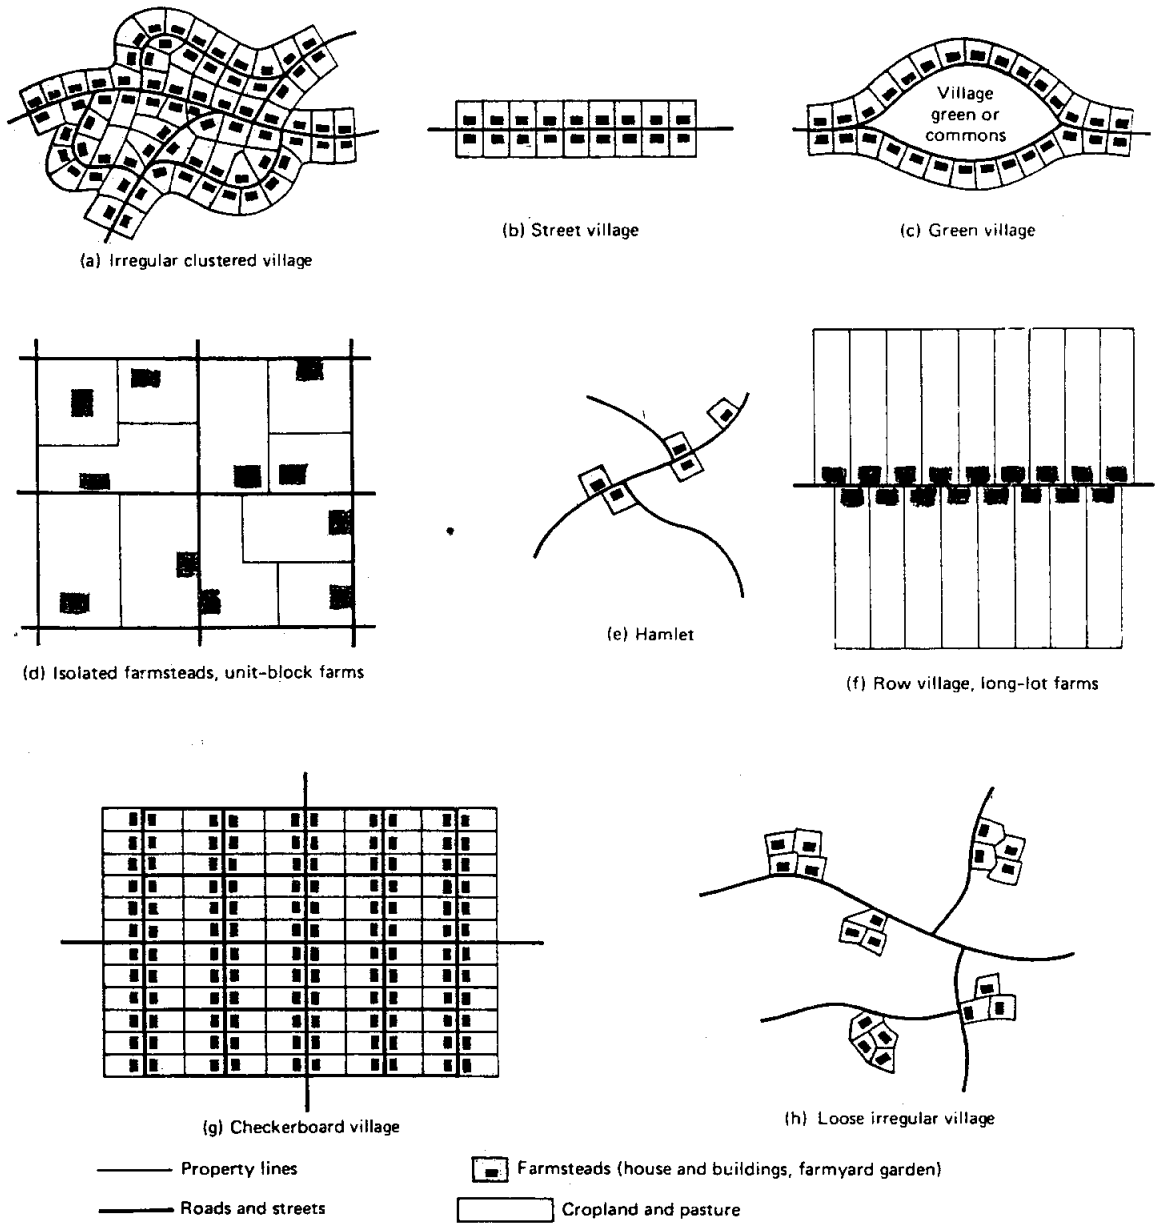 Village
green or
commons
(a) Irregular clustered village
(b) Street village
(c) Green village
(d) Isolated farmsteads, unit-block farms
(e) Hamlet
(f) Row village, long-lot farms
(g) Checkerboard village
(h) Loose irregular village
Property lines
Farmsteads (house and buildings, farmyard garden)
Roads and streets
Cropland and pasture